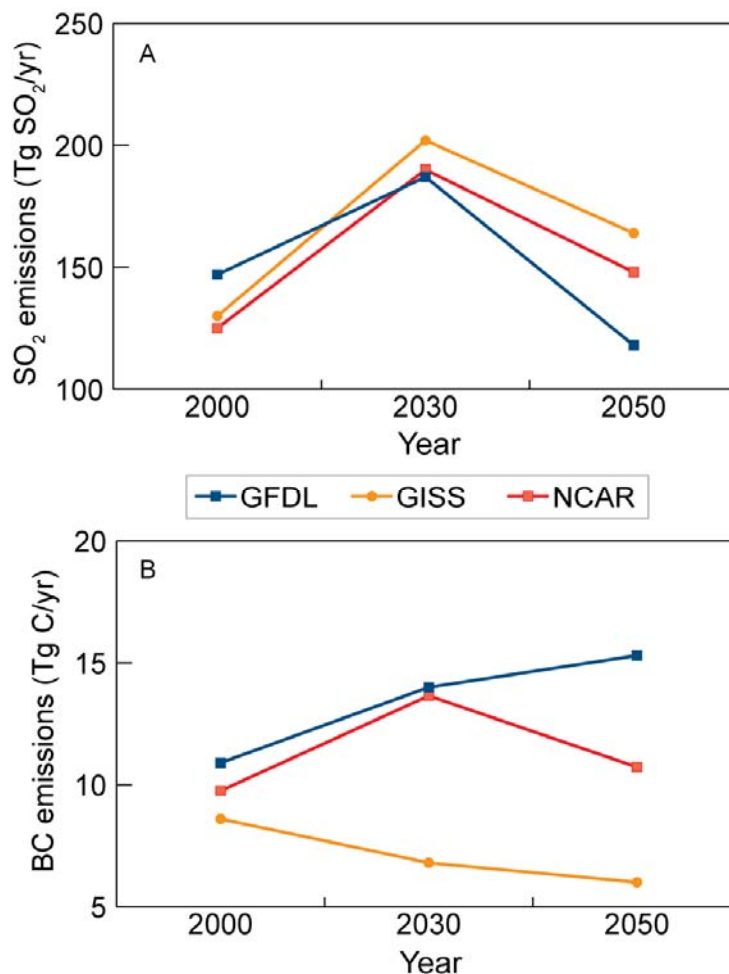 A
250
200
150
100
SO₂ emissions (Tg SO₂/yr)
2000 2030 2050
Year
GFDL GISS NCAR
B
20
15
10
5
BC emissions (Tg C/yr)
2000 2030 2050
Year